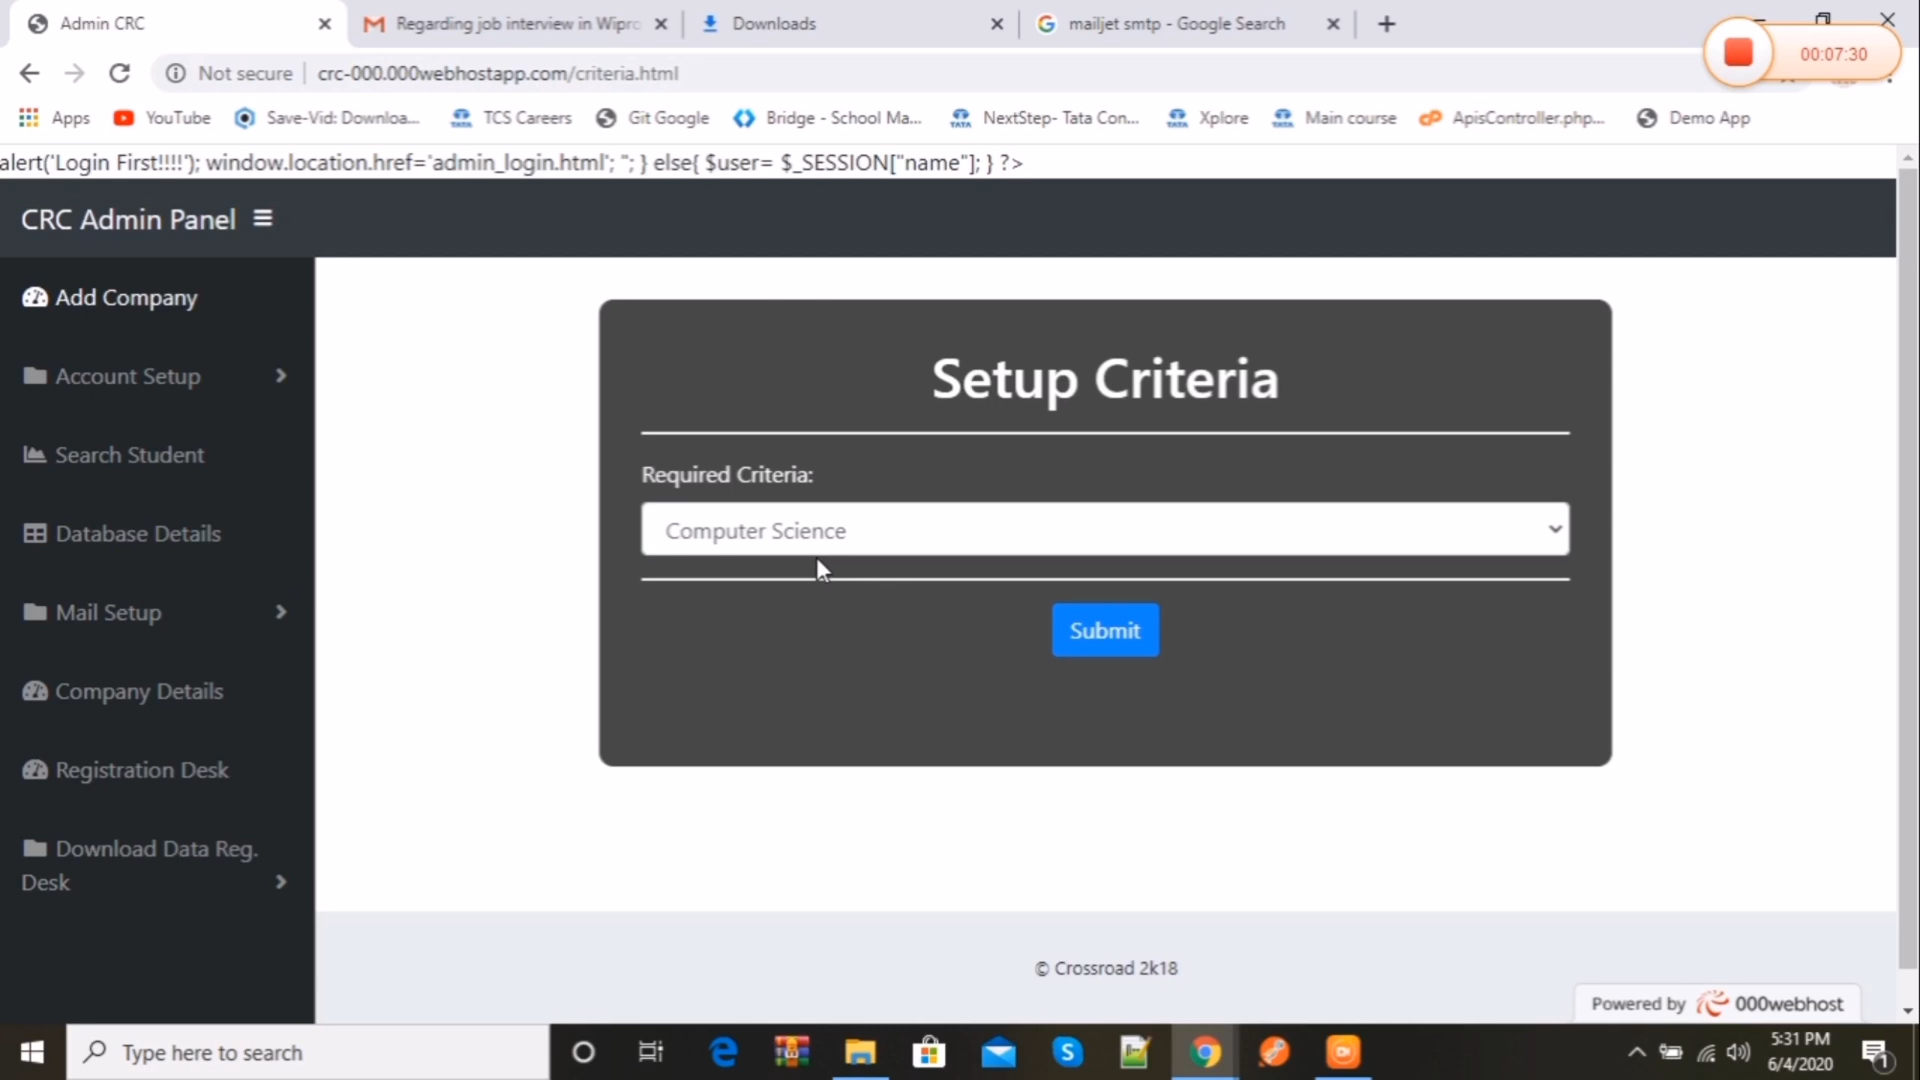 Admin CRC
Regarding job interview in Wipro
Downloads
mailjet smtp - Google Search
00:07:30
Not secure
crc-000.000webhostapp.com/criteria.html
Apps
YouTube
Save-Vid: Downloa...
TCS Careers
Git Google
Bridge - School Ma...
NextStep- Tata Con...
Xplore
Main course
ApisController.php...
Demo App
alert('Login First!!!!'); window.location.href='admin_login.html'; "; } else{ $user= $_SESSION["name"]; } ?>
CRC Admin Panel
Add Company
Account Setup
Search Student
Database Details
Mail Setup
Company Details
Registration Desk
Download Data Reg.
Desk
Setup Criteria
Required Criteria:
Computer Science
Submit
© Crossroad 2k18
Powered by 000webhost
Type here to search
5:31 PM
6/4/2020
1